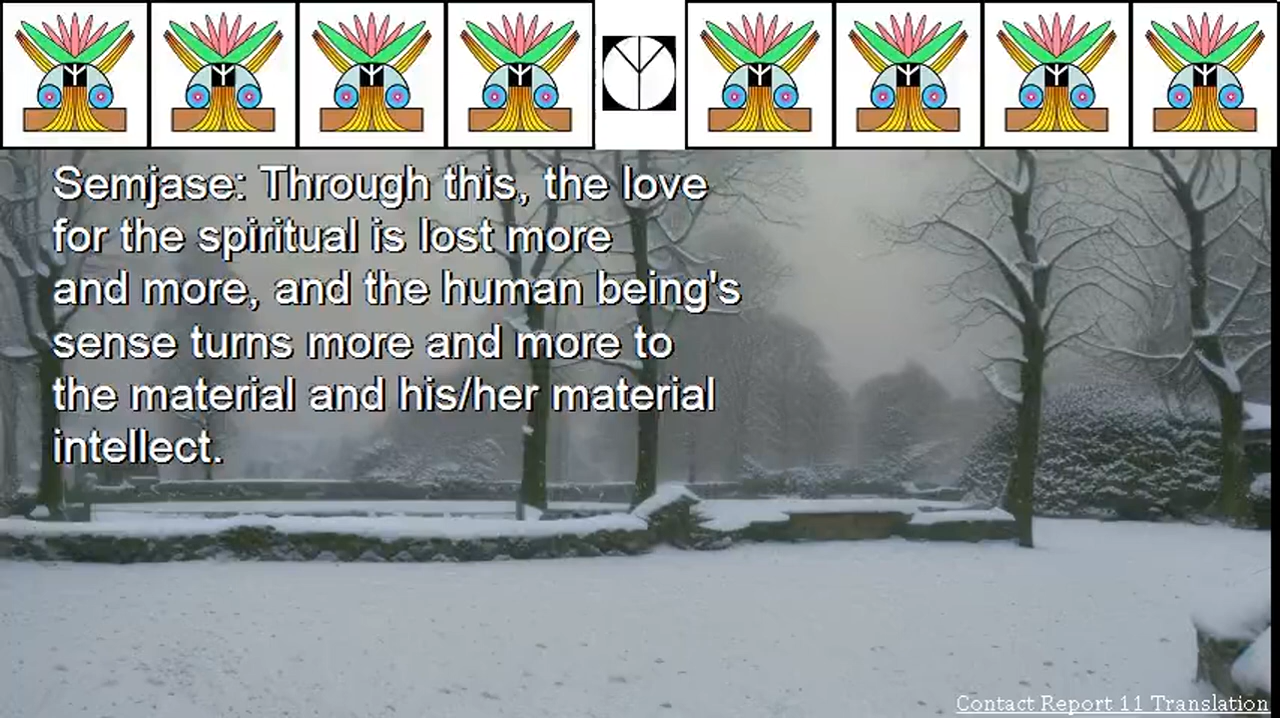 Semjase: Through this, the love
for the spiritual is lost more
and more, and the human being's
sense turns more and more to
the material and his/her material
intellect.
Contact Report 11 Translation